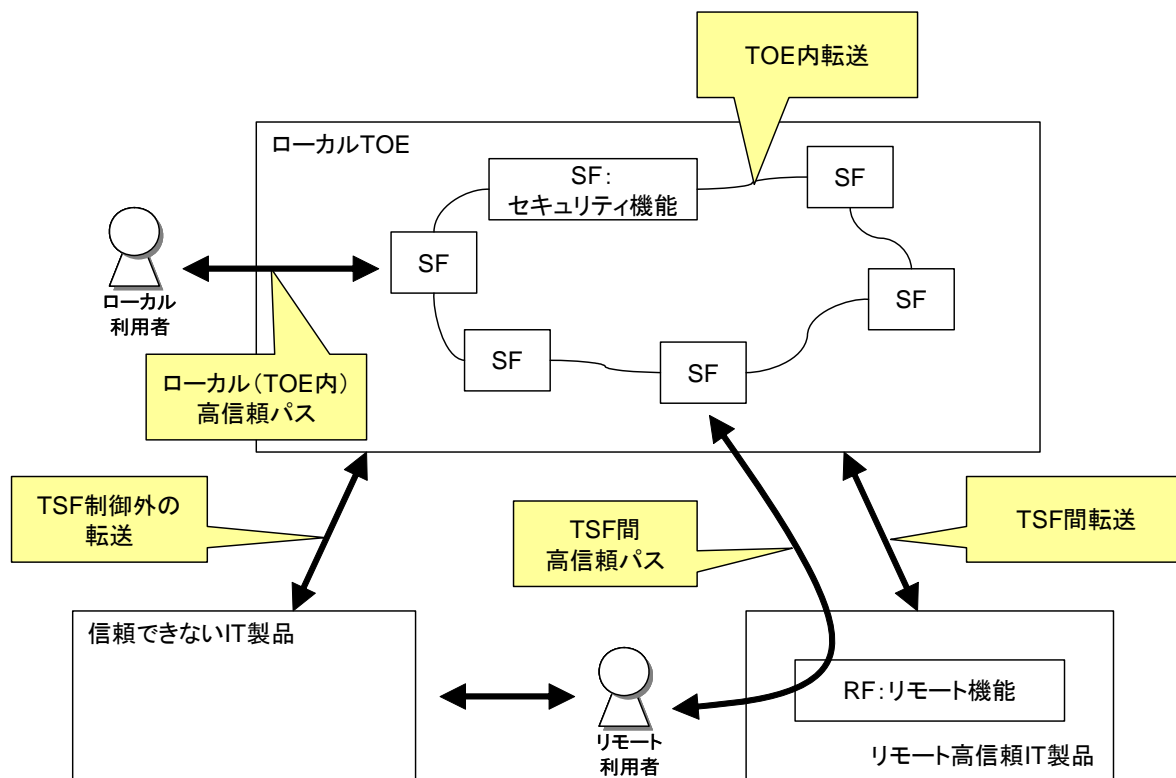 TOE内転送
ローカルTOE
SF：
セキュリティ機能
SF
SF
SF
SF
SF
ローカル
利用者
ローカル（TOE内）
高信頼パス
TSF制御外の
転送
TSF間
高信頼パス
TSF間転送
信頼できないIT製品
リモート
利用者
RF：リモート機能
リモート高信頼IT製品